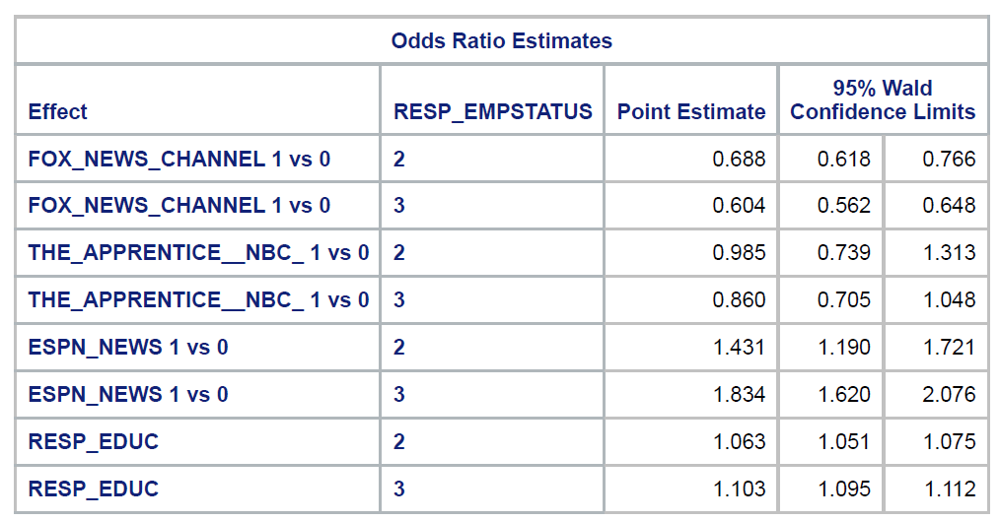 Odds Ratio Estimates
Effect RESP_EMPSTATUS Point Estimate 95% Wald
Confidence Limits
FOX_NEWS_CHANNEL 1 vs 0 2 0.688 0.618 0.766
FOX_NEWS_CHANNEL 1 vs 0 3 0.604 0.562 0.648
THE_APPRENTICE__NBC_ 1 vs 0 2 0.985 0.739 1.313
THE_APPRENTICE__NBC_ 1 vs 0 3 0.860 0.705 1.048
ESPN_NEWS 1 vs 0 2 1.431 1.190 1.721
ESPN_NEWS 1 vs 0 3 1.834 1.620 2.076
RESP_EDUC 2 1.063 1.051 1.075
RESP_EDUC 3 1.103 1.095 1.112